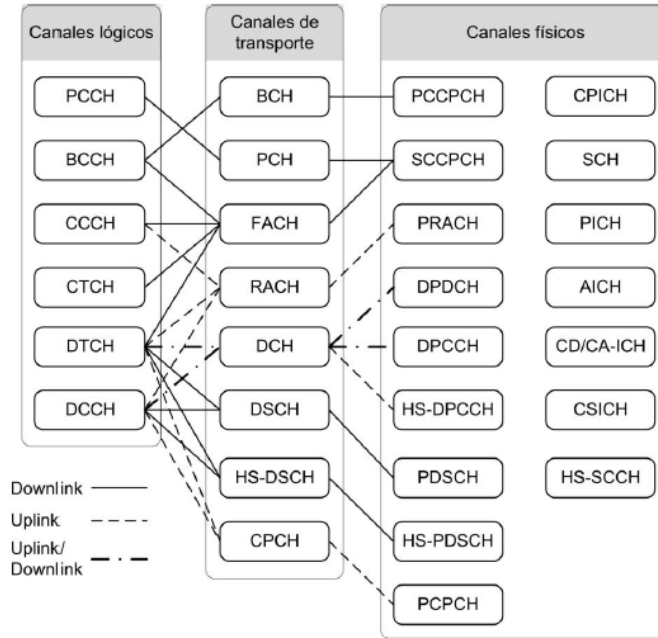 Canales lógicos
PCCH
BCCH
CCCH
CTCH
DTCH
DCCH
Downlink
Uplink
Uplink/
Downlink
Canales de
transporte
BCH
PCH
FACH
RACH
DCH
DSCH
HS-DSCH
CPCH
Canales físicos
PCCPCH
SCCPCH
PRACH
DPDCH
DPCCH
HS-DPCCH
PDSCH
HS-PDSCH
PCPCH
CPICH
SCH
PICH
AICH
CD/CA-ICH
CSICH
HS-SCCH